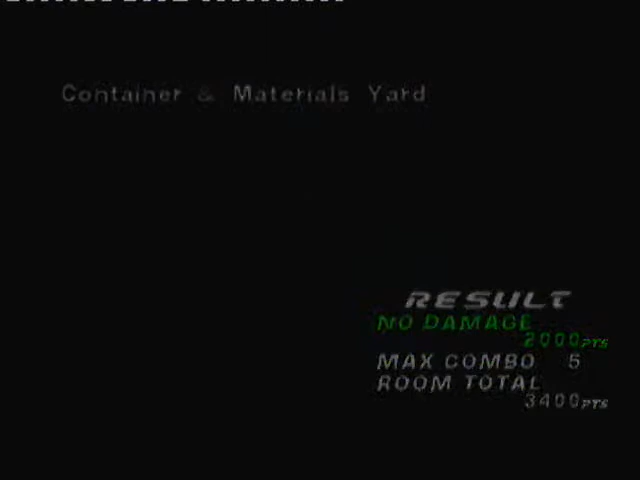 Container & Materials Yard
RESULT
NO DAMAGE
2000PTS
MAX COMBO 5
ROOM TOTAL
3400PTS